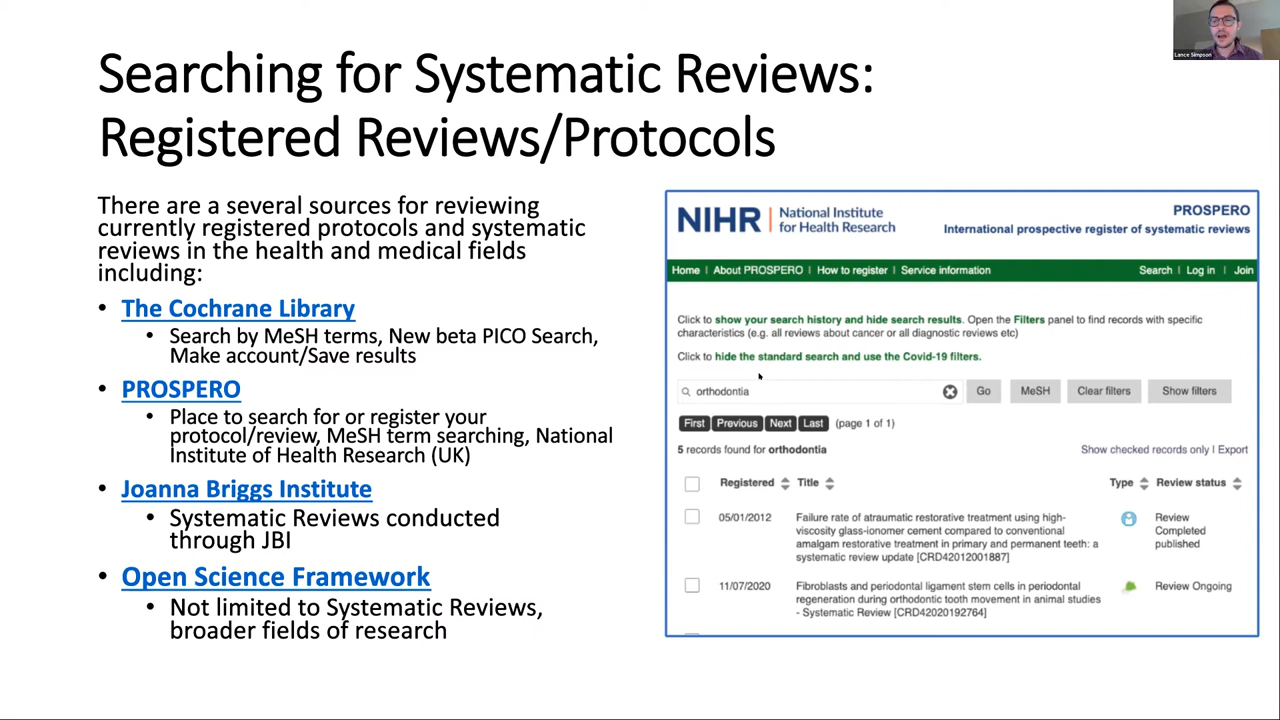 Lance Simpson
Searching for Systematic Reviews:
Registered Reviews/Protocols
There are a several sources for reviewing
currently registered protocols and systematic
reviews in the health and medical fields
including:
• The Cochrane Library
• Search by MeSH terms, New beta PICO Search,
Make account/Save results
• PROSPERO
• Place to search for or register your
protocol/review, MeSH term searching, National
Institute of Health Research (UK)
• Joanna Briggs Institute
• Systematic Reviews conducted
through JBI
• Open Science Framework
• Not limited to Systematic Reviews,
broader fields of research
NIHR | National Institute
for Health Research
PROSPERO
International prospective register of systematic reviews
Home | About PROSPERO | How to register | Service information
Search | Log in | Join
Click to show your search history and hide search results. Open the Filters panel to find records with specific
characteristics (e.g. all reviews about cancer or all diagnostic reviews etc)
Click to hide the standard search and use the Covid-19 filters.
orthodontia
Go
MeSH
Clear filters
Show filters
First Previous Next Last (page 1 of 1)
5 records found for orthodontia
Show checked records only | Export
Registered Title Type Review status
05/01/2012
Failure rate of atraumatic restorative treatment using high-
viscosity glass-ionomer cement compared to conventional
amalgam restorative treatment in primary and permanent teeth: a
systematic review update [CRD42012001887]
Review
Completed
published
11/07/2020
Fibroblasts and periodontal ligament stem cells in periodontal
regeneration during orthodontic tooth movement in animal studies
- Systematic Review [CRD42020192764]
Review Ongoing